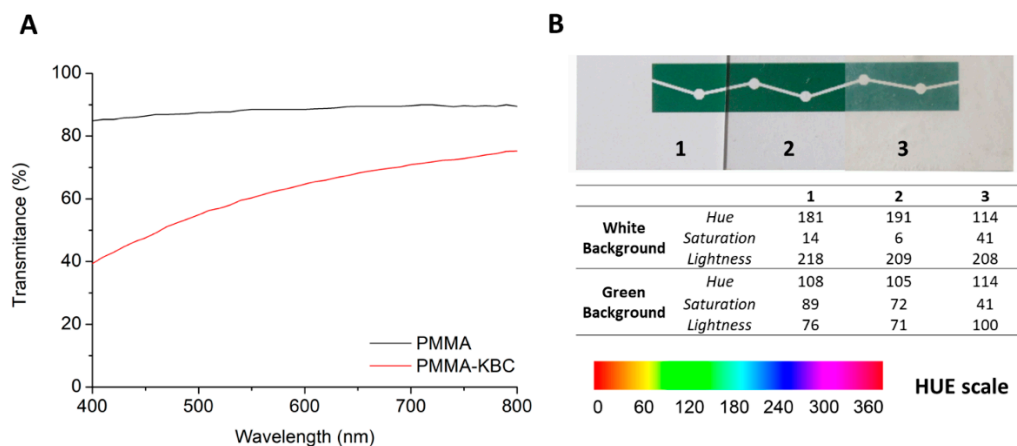 A
B
100
80
60
40
20
0
Transmitance (%)
PMMA
PMMA-KBC
400 500 600 700 800
Wavelength (nm)
1 2 3
1 2 3
White Background
Hue 181 191 114
Saturation 14 6 41
Lightness 218 209 208
Green Background
Hue 108 105 114
Saturation 89 72 41
Lightness 76 71 100
0 60 120 180 240 300 360
HUE scale